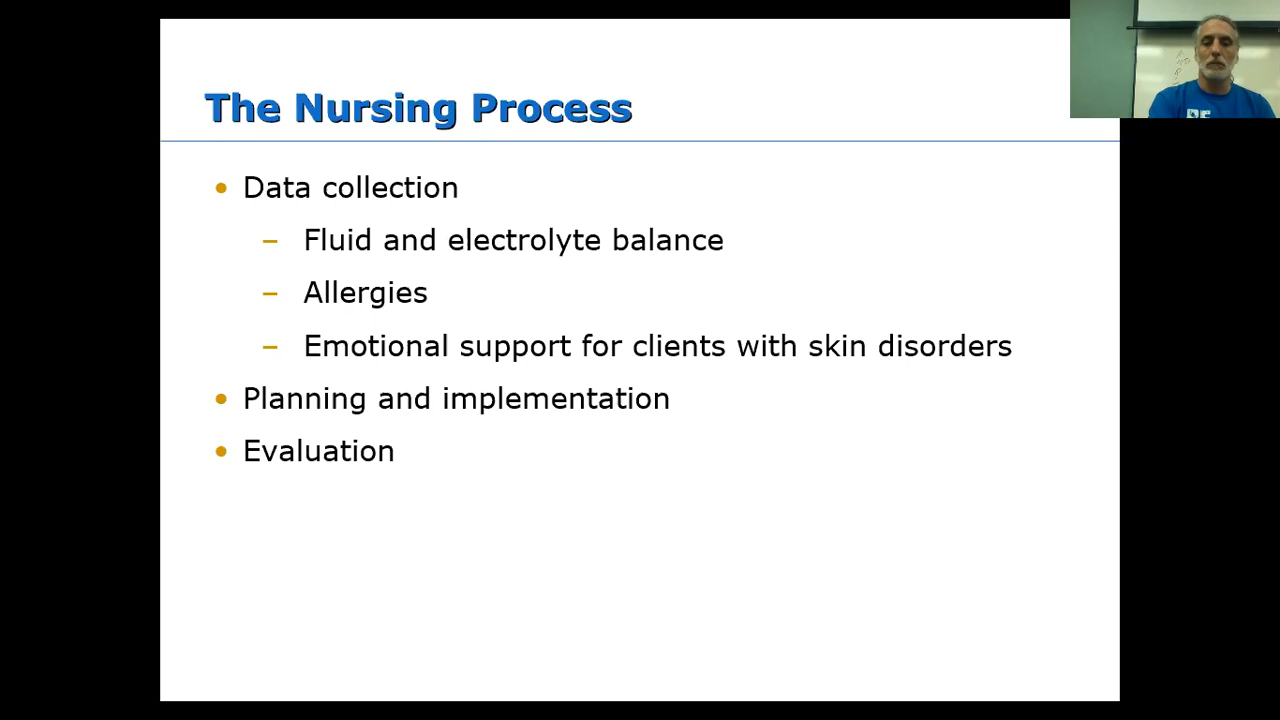 The Nursing Process
• Data collection
– Fluid and electrolyte balance
– Allergies
– Emotional support for clients with skin disorders
• Planning and implementation
• Evaluation